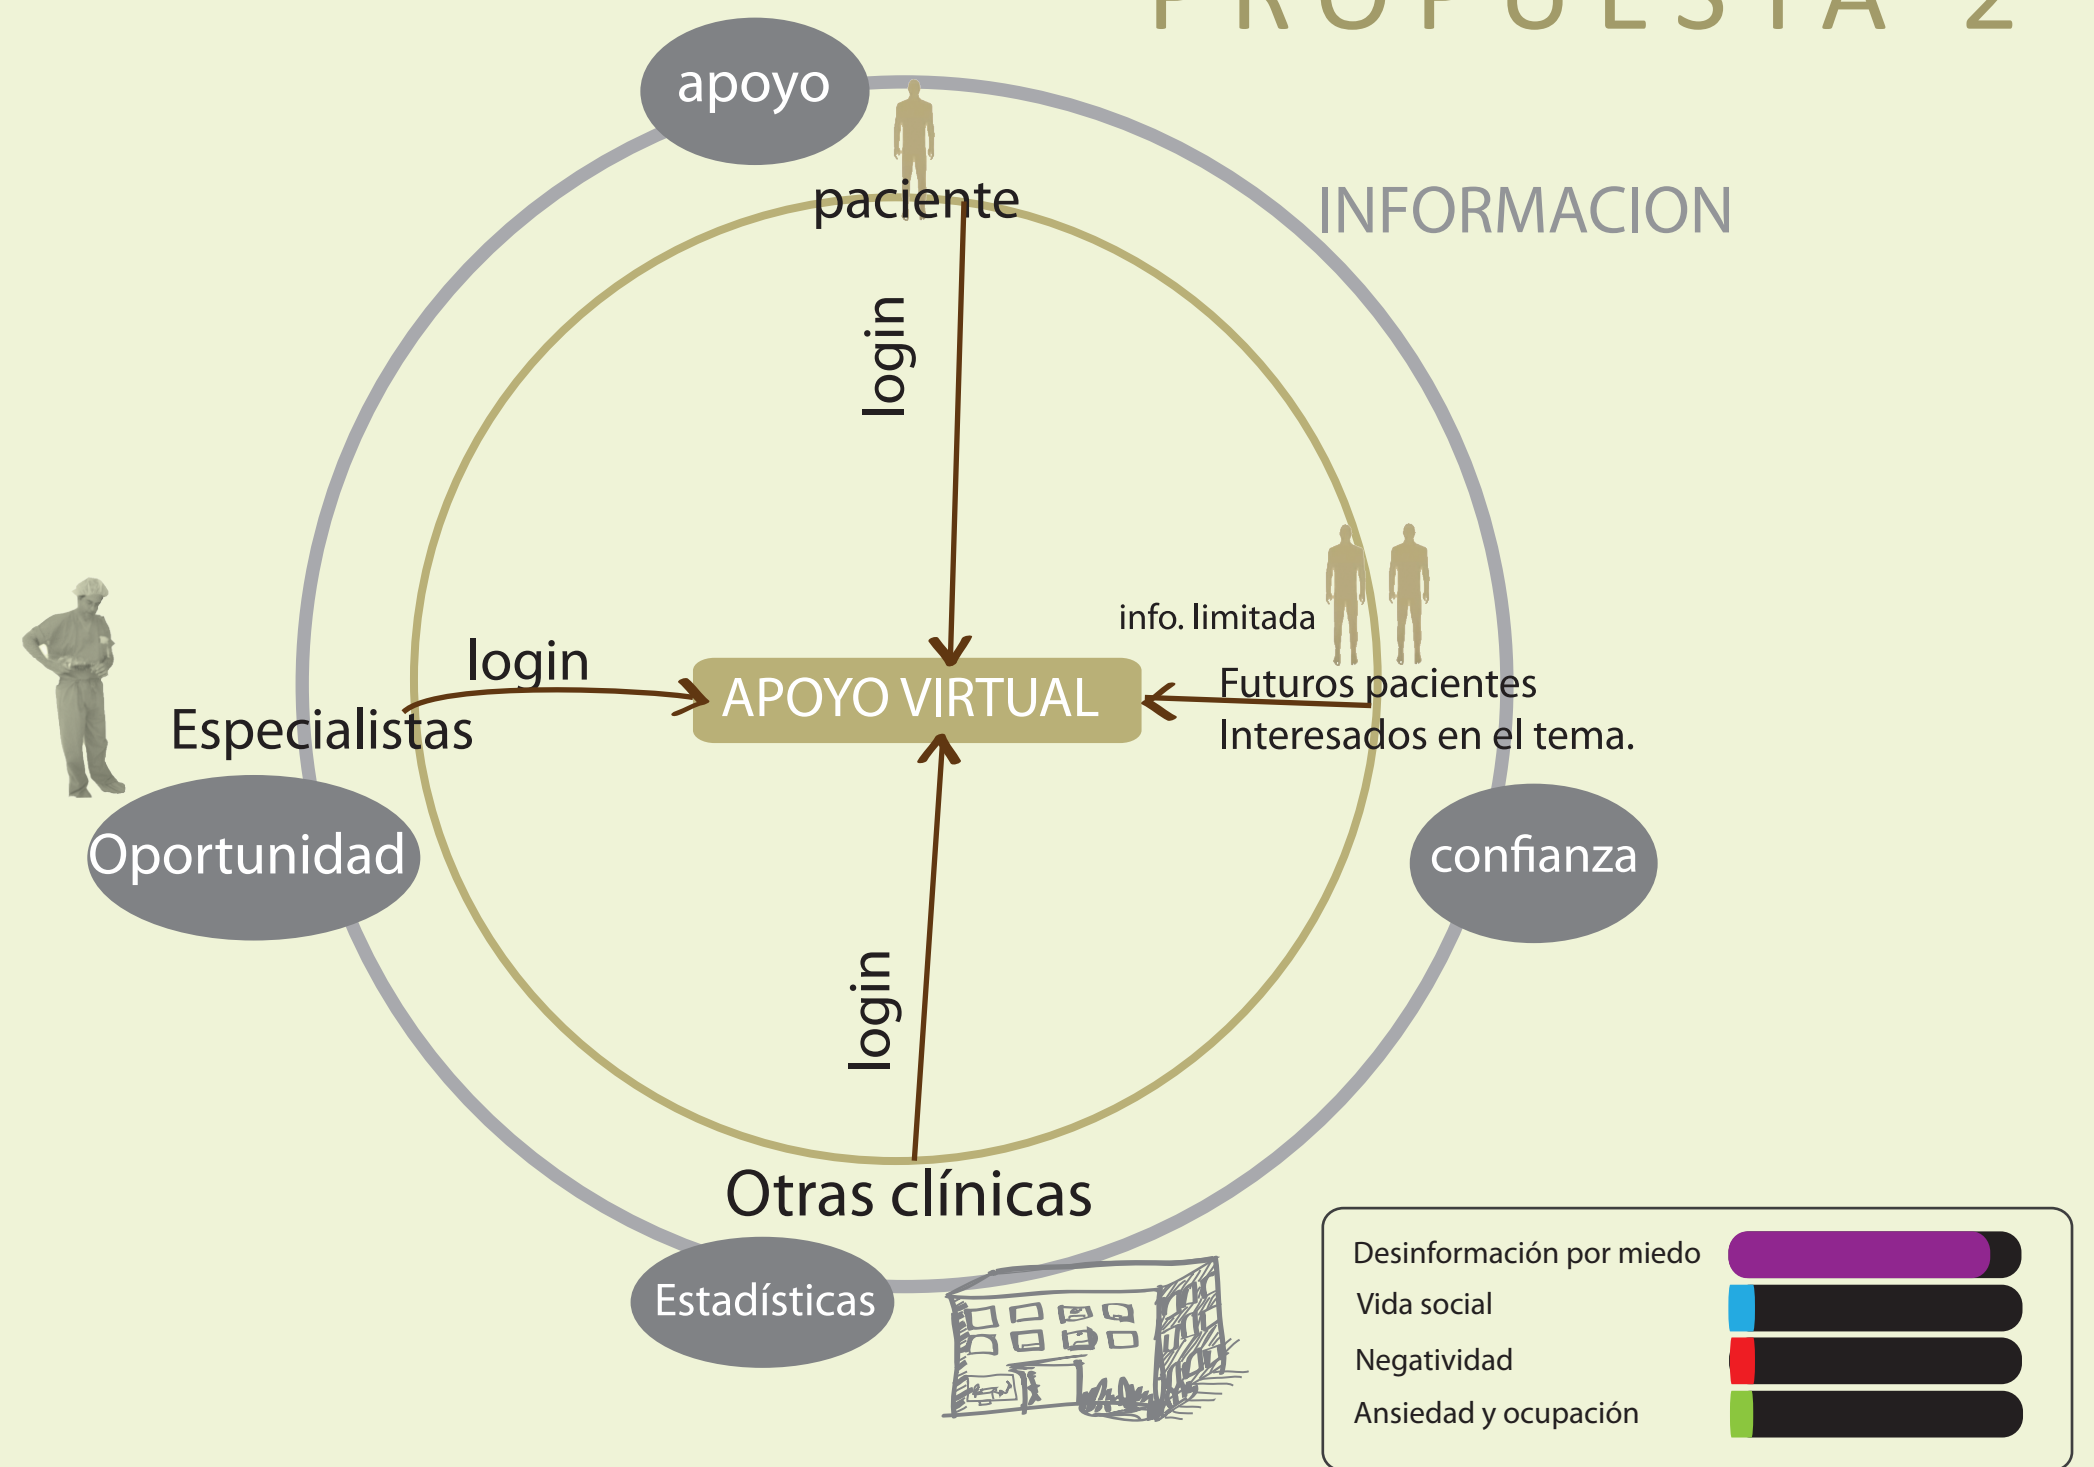 PROPUESTA 2
apoyo
paciente
INFORMACION
login
info. limitada
login
APOYO VIRTUAL
Futuros pacientes
Interesados en el tema.
Especialistas
Oportunidad
confianza
login
Otras clínicas
Estadísticas
Desinformación por miedo
Vida social
Negatividad
Ansiedad y ocupación